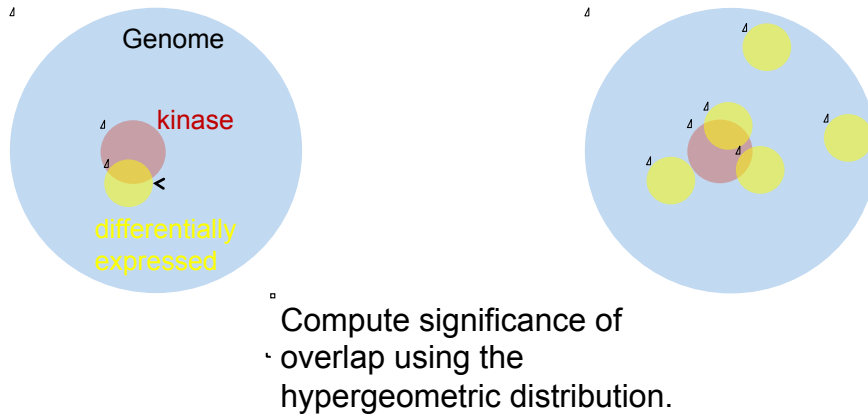 Genome
kinase
differentially
expressed
Compute significance of
overlap using the
hypergeometric distribution.